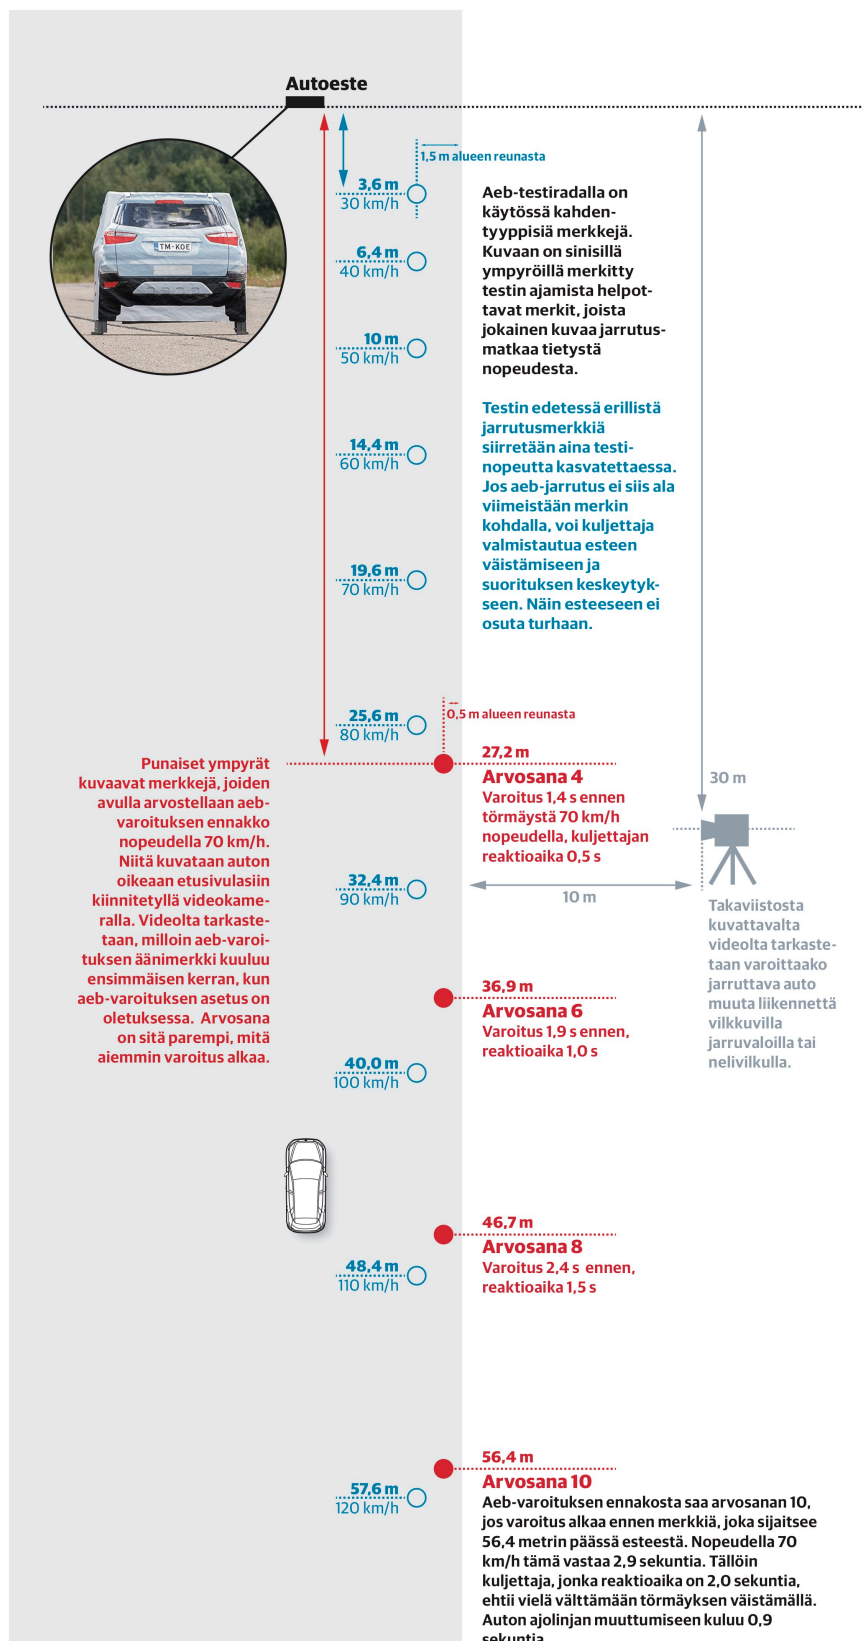 Autoeste
1,5 m alueen reunasta
3,6 m
30 km/h
TM-KOE
6,4 m
40 km/h
10 m
50 km/h
14,4 m
60 km/h
19,6 m
70 km/h
25,6 m
80 km/h
Aeb-testiradalla on
käytössä kahden-
tyyppisiä merkkejä.
Kuvaan on sinisillä
ympyröillä merkitty
testin ajamista helpot-
tavat merkit, joista
jokainen kuvaa jarrutus-
matkaa tietystä
nopeudesta.
Testin edetessä erillistä
jarrutusmerkkiä
siirretään aina testi-
nopeutta kasvatettaessa.
Jos aeb-jarrutus ei siis ala
viimeistään merkin
kohdalla, voi kuljettaja
valmistautua esteen
väistämiseen ja
suorituksen keskeytyk-
seen. Näin esteeseen ei
osuta turhaan.
0,5 m alueen reunasta
27,2 m
Arvosana 4
Varoitus 1,4 s ennen
törmäystä 70 km/h
nopeudella, kuljettajan
reaktioaika 0,5 s
30 m
Punaiset ympyrät
kuvaavat merkkejä, joiden
avulla arvostellaan aeb-
varoituksen ennakko
nopeudella 70 km/h.
Niitä kuvataan auton
oikeaan etusivulasiin
kiinnitetyllä videokame-
ralla. Videolta tarkaste-
taan, milloin aeb-varoi-
tuksen äänimerkki kuuluu
ensimmäisen kerran, kun
aeb-varoituksen asetus on
oletuksessa. Arvosana
on sitä parempi, mitä
aiemmin varoitus alkaa.
32,4 m
90 km/h
10 m
Takaviistosta
kuvattavalta
videolta tarkaste-
taan varoittaako
jarruttava auto
muuta liikennettä
vilkkuvilla
jarruvaloilla tai
nelivilkulla.
36,9 m
Arvosana 6
Varoitus 1,9 s ennen,
reaktioaika 1,0 s
40,0 m
100 km/h
46,7 m
Arvosana 8
Varoitus 2,4 s ennen,
reaktioaika 1,5 s
48,4 m
110 km/h
56,4 m
Arvosana 10
57,6 m
120 km/h
Aeb-varoituksen ennakosta saa arvosanan 10,
jos varoitus alkaa ennen merkkiä, joka sijaitsee
56,4 metrin päässä esteestä. Nopeudella 70
km/h tämä vastaa 2,9 sekuntia. Tällöin
kuljettaja, jonka reaktioaika on 2,0 sekuntia,
ehtii vielä välttämään törmäyksen väistämällä.
Auton ajolinjan muuttumiseen kuluu 0,9
sekuntia.